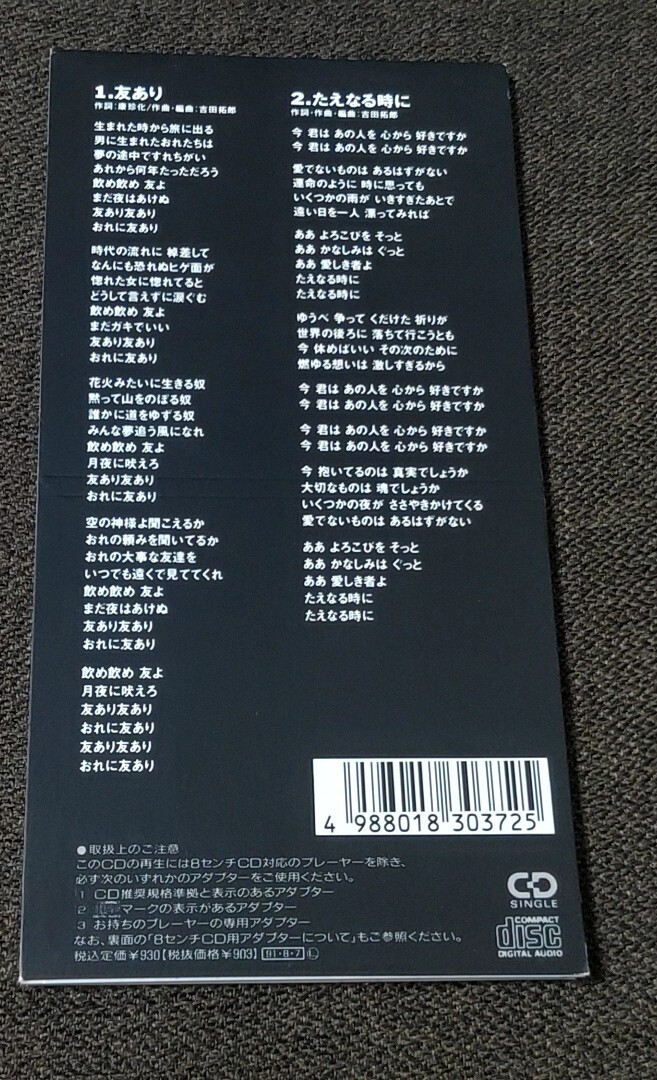 1.友あり
作詞:康珍化/作曲・編曲:吉田拓郎
生まれた時から旅に出る
男に生まれたおれたちは
夢の途中ですれちがい
あれから何年たっただろう
飲め飲め 友よ
まだ夜はあけぬ
友あり友あり
おれに友あり
時代の流れに 棹差して
なんにも恐れぬヒゲ面が
惚れた女に惚れてると
どうして言えずに涙ぐむ
飲め飲め 友よ
まだガキでいい
友あり友あり
おれに友あり
花火みたいに生きる奴
黙って山をのぼる奴
誰かに道をゆずる奴
みんな夢追う風になれ
飲め飲め 友よ
月夜に吠えろ
友あり友あり
おれに友あり
空の神様よ聞こえるか
おれの頼みを聞いてるか
おれの大事な友達を
いつでも遠くで見ててくれ
飲め飲め 友よ
まだ夜はあけぬ
友あり友あり
おれに友あり
飲め飲め 友よ
月夜に吠えろ
友あり友あり
おれに友あり
友あり友あり
おれに友あり
2.たえなる時に
作詞・作曲・編曲:吉田拓郎
今 君は あの人を 心から 好きですか
今 君は あの人を 心から 好きですか
愛でないものは あるはずがない
運命のように 時に思っても
いくつかの雨が いきすぎたあとで
遠い日を一人 漂ってみれば
ああ よろこびを そっと
ああ かなしみは ぐっと
ああ 愛しき者よ
たえなる時に
たえなる時に
ゆうべ 争って くだけた 祈りが
世界の後ろに 落ちて行こうとも
今 休めばいい その次のために
燃ゆる想いは 激しすぎるから
今 君は あの人を 心から 好きですか
今 君は あの人を 心から 好きですか
今 君は あの人を 心から 好きですか
今 君は あの人を 心から 好きですか
今 抱いてるのは 真実でしょうか
大切なものは 魂でしょうか
いくつかの夜が ささやきかけてくる
愛でないものは あるはずがない
ああ よろこびを そっと
ああ かなしみは ぐっと
ああ 愛しき者よ
たえなる時に
たえなる時に
4 988018 303725
●取扱上のご注意
このCDの再生には8センチCD対応のプレーヤーを除き、
必ず次のいずれかのアダプターをご使用ください。
1 CD推奨規格準拠と表示のあるアダプター
2 マークの表示があるアダプター
3 お持ちのプレーヤーの専用アダプター
なお、裏面の「8センチCD用アダプターについて」もご参照ください。
税込定価¥930【税抜価格¥903】 91・8・7 Ⓛ
CD
SINGLE
COMPACT
disc
DIGITAL AUDIO